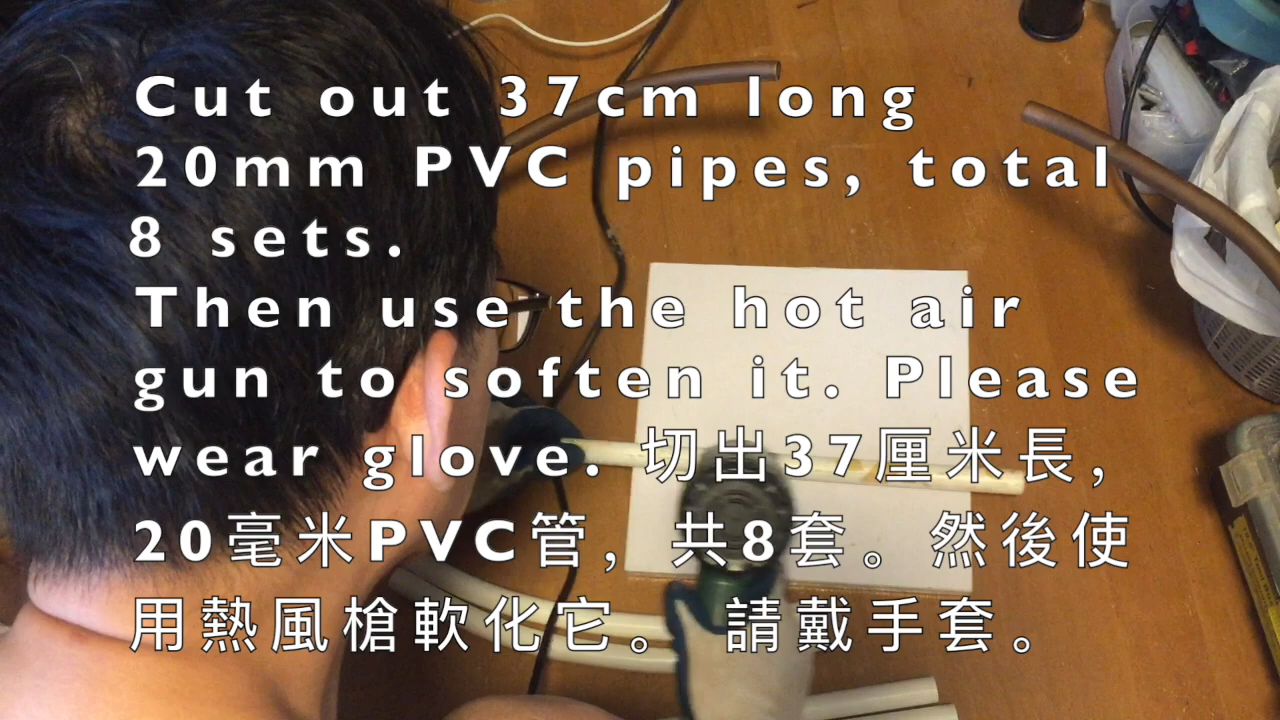 Cut out 37cm long
20mm PVC pipes, total
8 sets.
Then use the hot air
gun to soften it. Please
wear glove. 切出37厘米長，
20毫米PVC管，共8套。然後使
用熱風槍軟化它。 請戴手套。